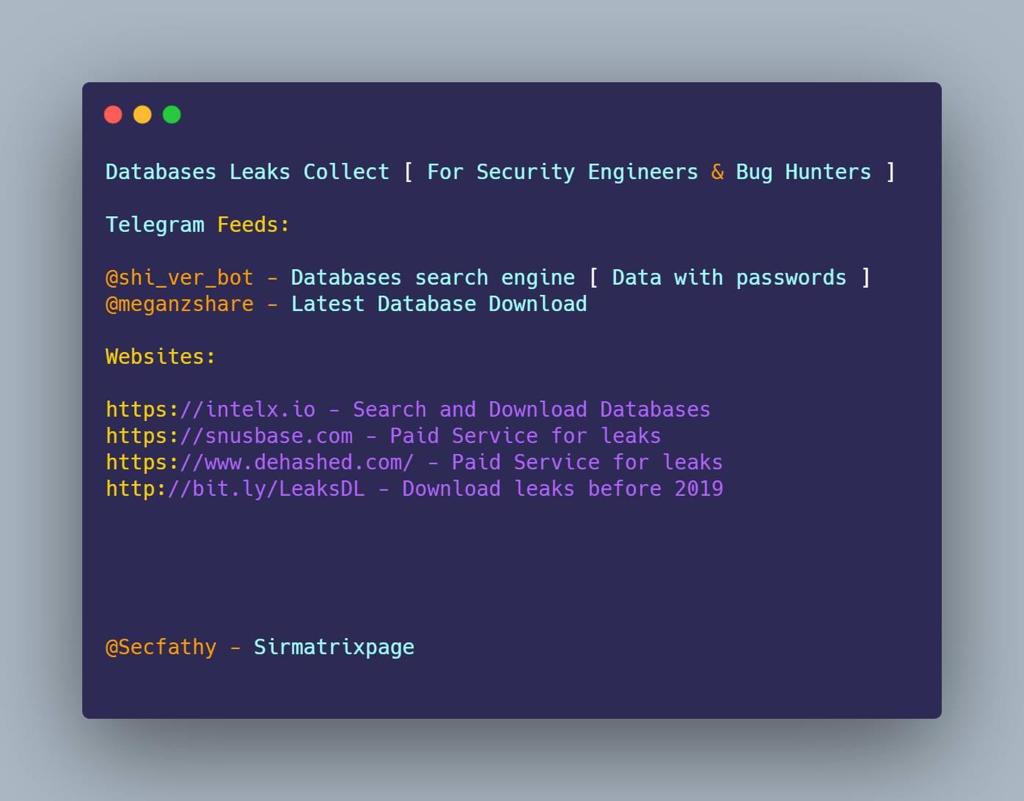 Databases Leaks Collect [ For Security Engineers & Bug Hunters ]
Telegram Feeds:
@shi_ver_bot - Databases search engine [ Data with passwords ]
@meganzshare - Latest Database Download
Websites:
https://intelx.io - Search and Download Databases
https://snusbase.com - Paid Service for leaks
https://www.dehashed.com/ - Paid Service for leaks
http://bit.ly/LeaksDL - Download leaks before 2019
@Secfathy - Sirmatrixpage